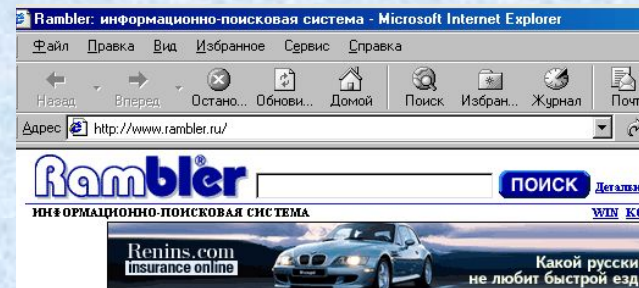 Rambler: информационно-поисковая система - Microsoft Internet Explorer
Файл Правка Вид Избранное Сервис Справка
Назад Вперед Остано... Обнови... Домой Поиск Избран... Журнал Почт
Адрес http://www.rambler.ru/
Rambler® ПОИСК Детальн
ИНФОРМАЦИОННО-ПОИСКОВАЯ СИСТЕМА WIN KO
Renins.com
insurance online
Какой русски
не любит быстрой езд